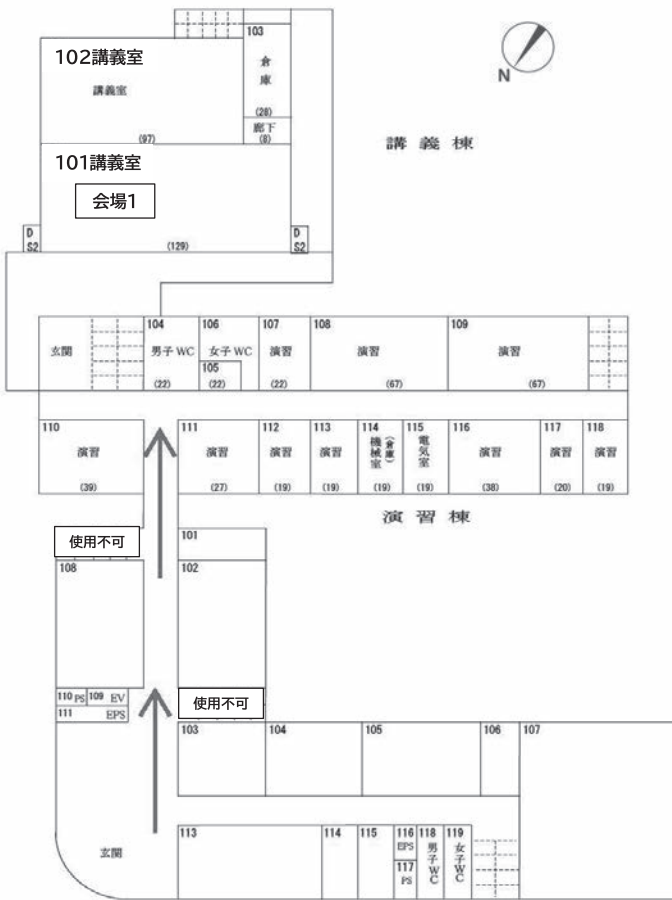 103
倉庫
(28)
廊下
(8)
102講義室
講義室
(97)
101講義室
会場1
(129)
D
S2
D
S2
N
講義棟
玄関
104
男子WC
(22)
106
女子WC
105
(22)
107
演習
(22)
108
演習
(67)
109
演習
(67)
110
演習
(39)
111
演習
(27)
112
演習
(19)
113
演習
(19)
114
機械室
(倉庫)
(19)
115
電気室
(19)
116
演習
(38)
117
演習
(20)
118
演習
(19)
演習棟
使用不可
101
108
102
110 PS
109 EV
111 EPS
使用不可
103
104
105
106
107
玄関
113
114
115
116
EPS
117
PS
118
男子WC
119
女子WC